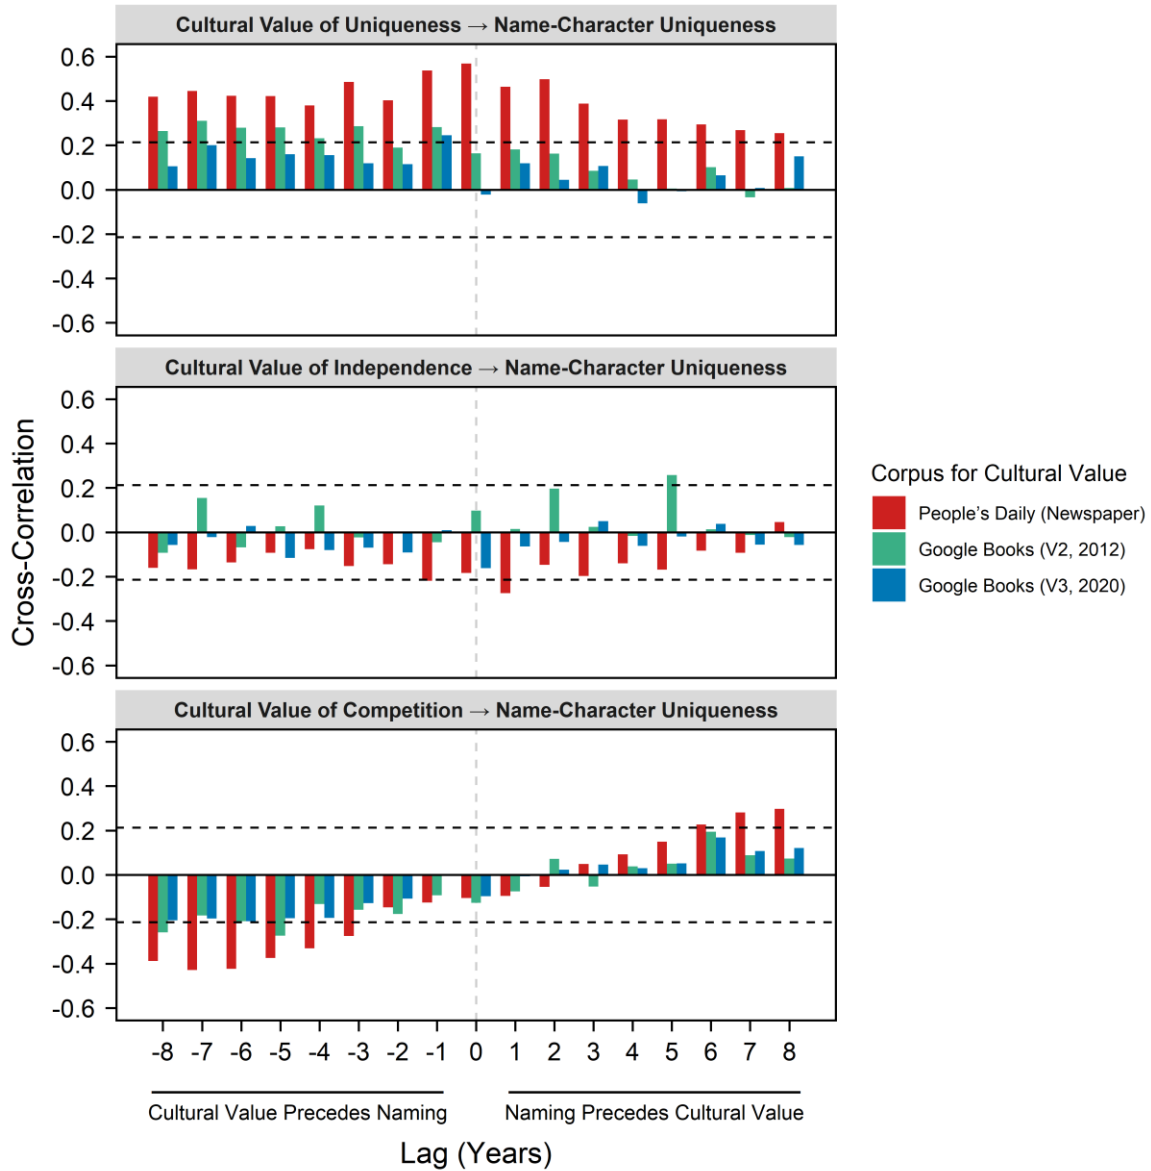 Cultural Value of Uniqueness → Name-Character Uniqueness
0.6
0.4
0.2
0.0
-0.2
-0.4
-0.6
Cultural Value of Independence → Name-Character Uniqueness
0.6
0.4
0.2
0.0
-0.2
-0.4
-0.6
Cross-Correlation
Corpus for Cultural Value
People's Daily (Newspaper)
Google Books (V2, 2012)
Google Books (V3, 2020)
Cultural Value of Competition → Name-Character Uniqueness
0.6
0.4
0.2
0.0
-0.2
-0.4
-0.6
-8 -7 -6 -5 -4 -3 -2 -1 0 1 2 3 4 5 6 7 8
Cultural Value Precedes Naming Naming Precedes Cultural Value
Lag (Years)